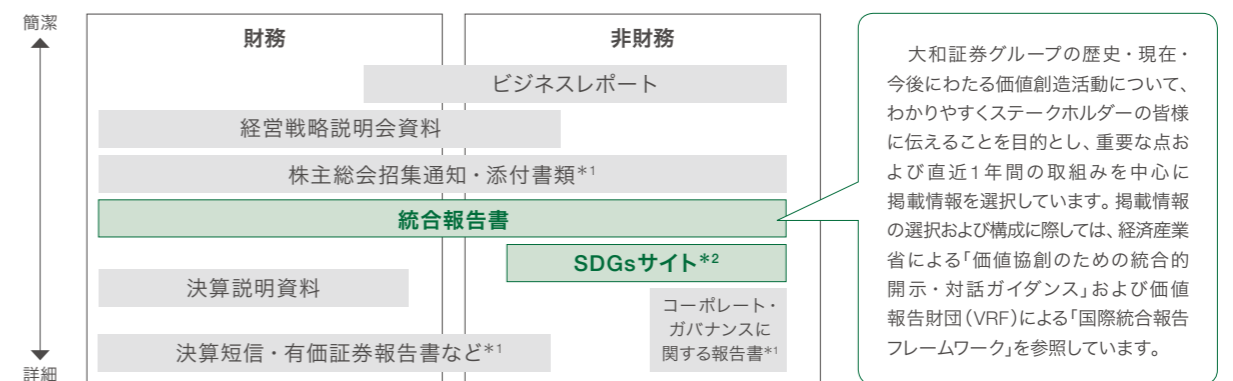 簡潔
財務
非財務
ビジネスレポート
経営戦略説明会資料
株主総会招集通知・添付書類*1
統合報告書
SDGsサイト*2
決算説明資料
コーポレート・
ガバナンスに
関する報告書*1
決算短信・有価証券報告書など*1
詳細
大和証券グループの歴史・現在・
今後にわたる価値創造活動について、
わかりやすくステークホルダーの皆様
に伝えることを目的とし、重要な点お
よび直近1年間の取組みを中心に
掲載情報を選択しています。掲載情報
の選択および構成に際しては、経済産業
省による「価値協創のための統合的
開示・対話ガイダンス」および価値
報告財団(VRF)による「国際統合報告
フレームワーク」を参照しています。